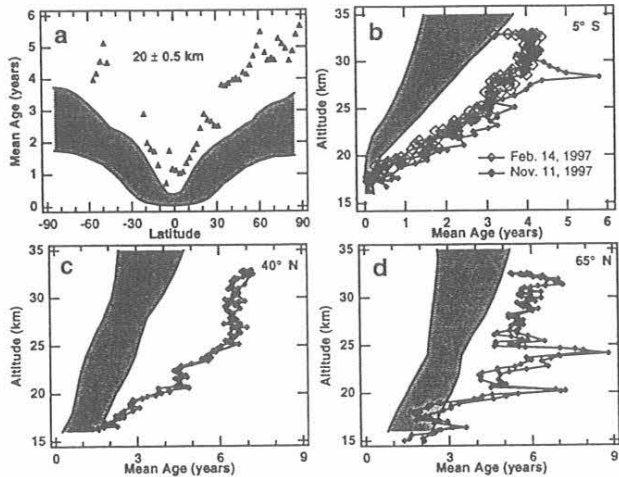 a
20 ± 0.5 km
Mean Age (years)
6
5
4
3
2
1
0
-90
-60
-30
0
30
60
90
Latitude
b
5° S
Altitude (km)
35
30
25
20
15
Feb. 14, 1997
Nov. 11, 1997
0
1
2
3
4
5
6
Mean Age (years)
c
40° N
Altitude (km)
35
30
25
20
15
0
3
6
9
Mean Age (years)
d
65° N
Altitude (km)
35
30
25
20
15
0
3
6
9
Mean Age (years)